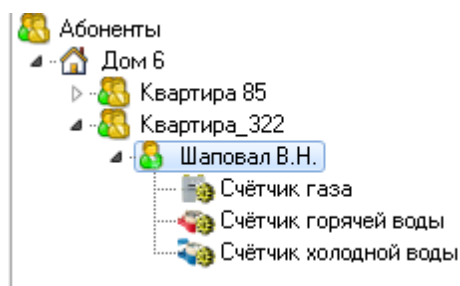 Абоненты
Дом 6
Квартира 85
Квартира_322
Шаповал В.Н.
Счётчик газа
Счётчик горячей воды
Счётчик холодной воды